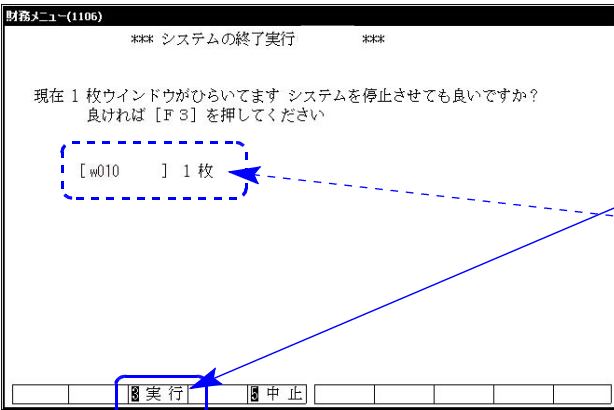 財務メニュー(1106)
*** システムの終了実行 ***
現在 1 枚ウインドウがひらいてます システムを停止させても良いですか？
良ければ [Ｆ３] を押してください
[ w010 ] 1 枚
3 実 行 5 中 止